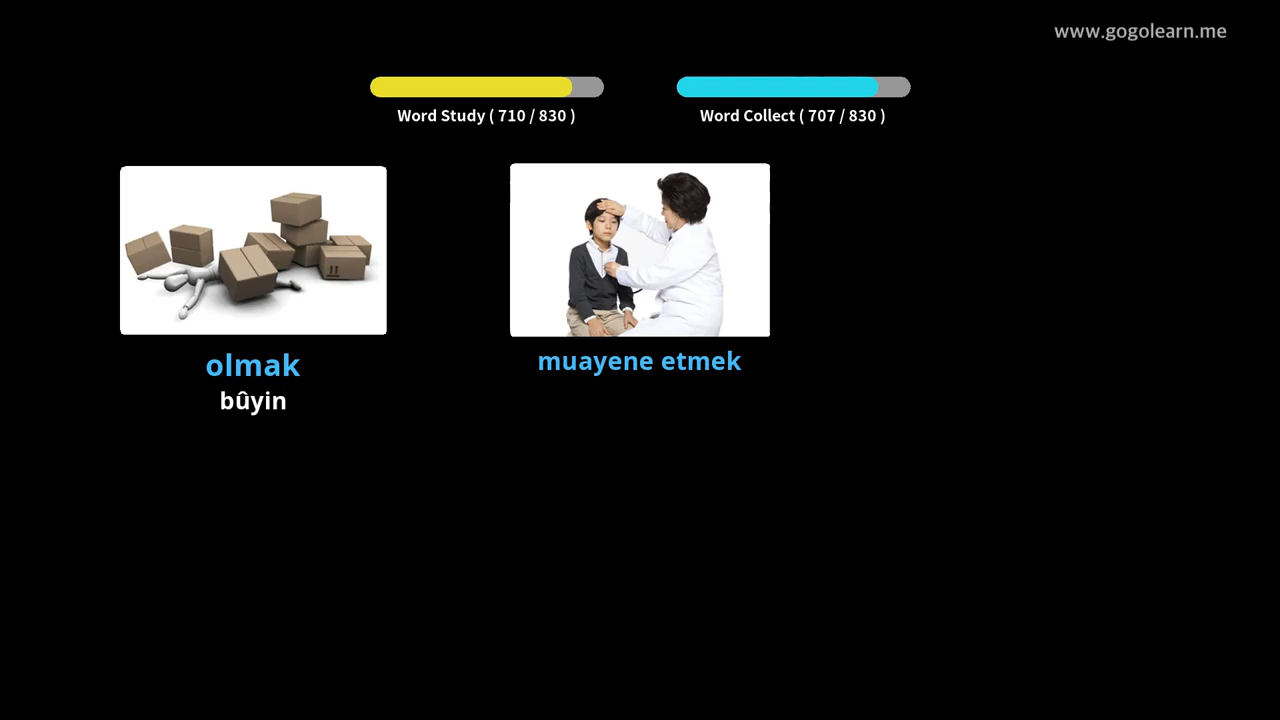 www.gogolearn.me
Word Study ( 710 / 830 )
Word Collect ( 707 / 830 )
olmak
bûyin
muayene etmek